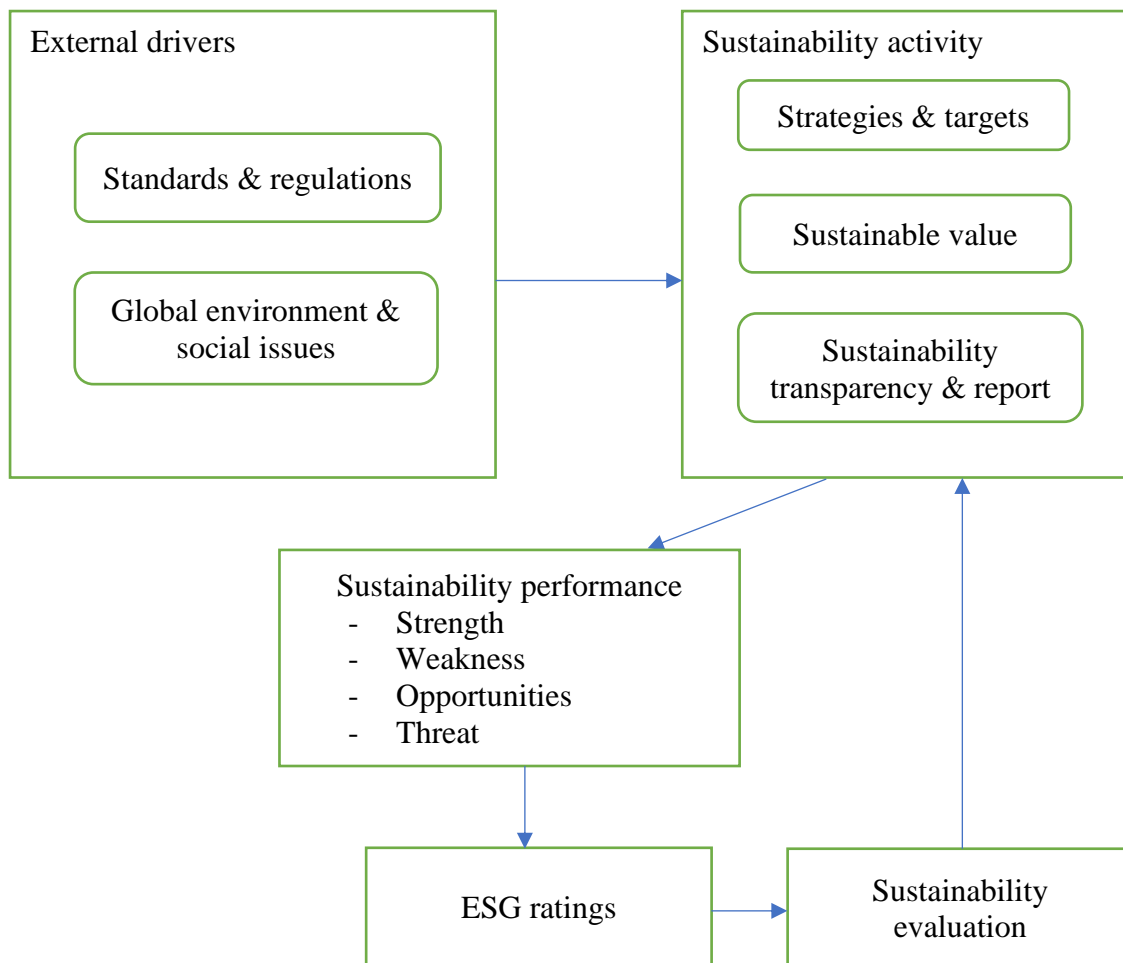 External drivers
Standards & regulations
Global environment &
social issues
Sustainability activity
Strategies & targets
Sustainable value
Sustainability
transparency & report
Sustainability performance
- Strength
- Weakness
- Opportunities
- Threat
ESG ratings
Sustainability
evaluation